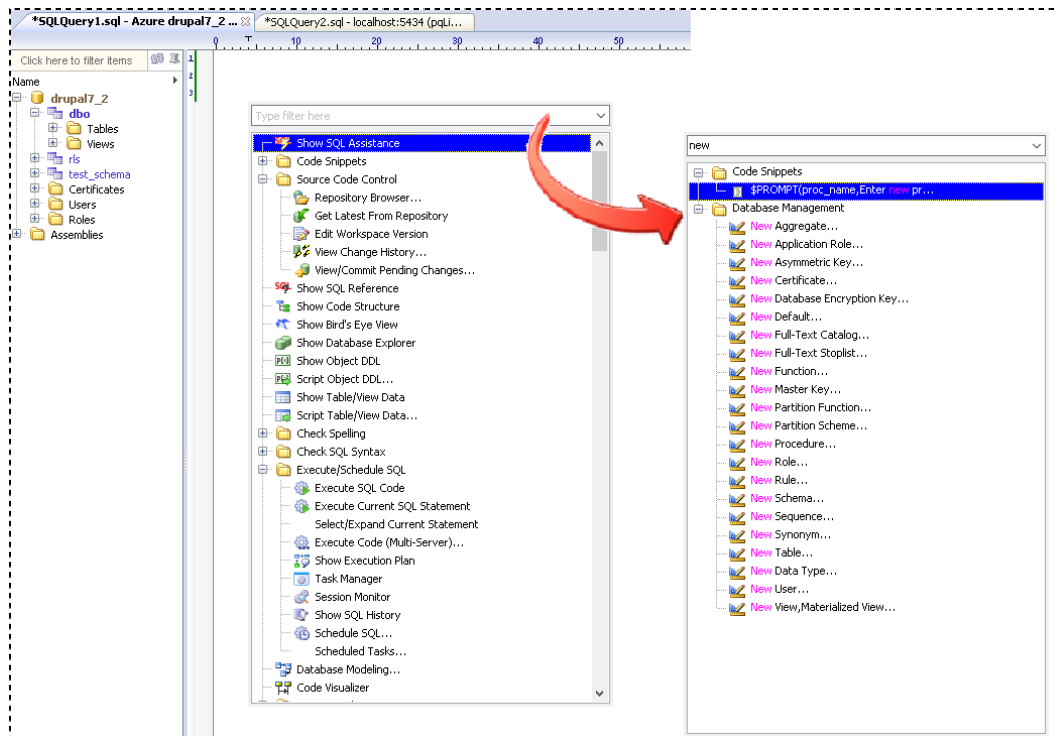 *SQLQuery1.sql - Azure drupal7_2 ...
*SQLQuery2.sql - localhost:5434 (pqLi...
0 10 20 30 40 50
Click here to filter items
Name
drupal7_2
dbo
Tables
Views
rls
test_schema
Certificates
Users
Roles
Assemblies
1
2
3
Type filter here
Show SQL Assistance
Code Snippets
Source Code Control
Repository Browser...
Get Latest From Repository
Edit Workspace Version
View Change History...
View/Commit Pending Changes...
Show SQL Reference
Show Code Structure
Show Bird's Eye View
Show Database Explorer
Show Object DDL
Script Object DDL...
Show Table/View Data
Script Table/View Data...
Check Spelling
Check SQL Syntax
Execute/Schedule SQL
Execute SQL Code
Execute Current SQL Statement
Select/Expand Current Statement
Execute Code (Multi-Server)...
Show Execution Plan
Task Manager
Session Monitor
Show SQL History
Schedule SQL...
Scheduled Tasks...
Database Modeling...
Code Visualizer
new
Code Snippets
$PROMPT(proc_name,Enter new pr...
Database Management
New Aggregate...
New Application Role...
New Asymmetric Key...
New Certificate...
New Database Encryption Key...
New Default...
New Full-Text Catalog...
New Full-Text Stoplist...
New Function...
New Master Key...
New Partition Function...
New Partition Scheme...
New Procedure...
New Role...
New Rule...
New Schema...
New Sequence...
New Synonym...
New Table...
New Data Type...
New User...
New View,Materialized View...